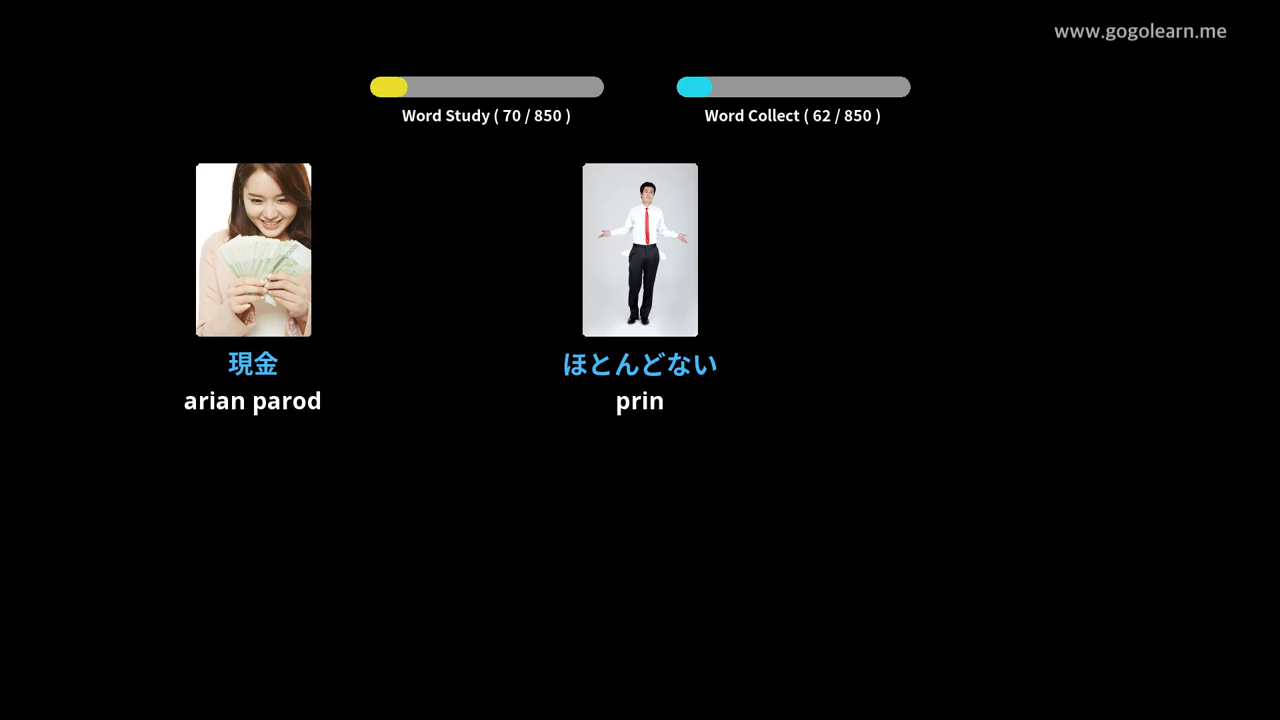 www.gogolearn.me
Word Study ( 70 / 850 )
Word Collect ( 62 / 850 )
現金
ほとんどない
arian parod
prin